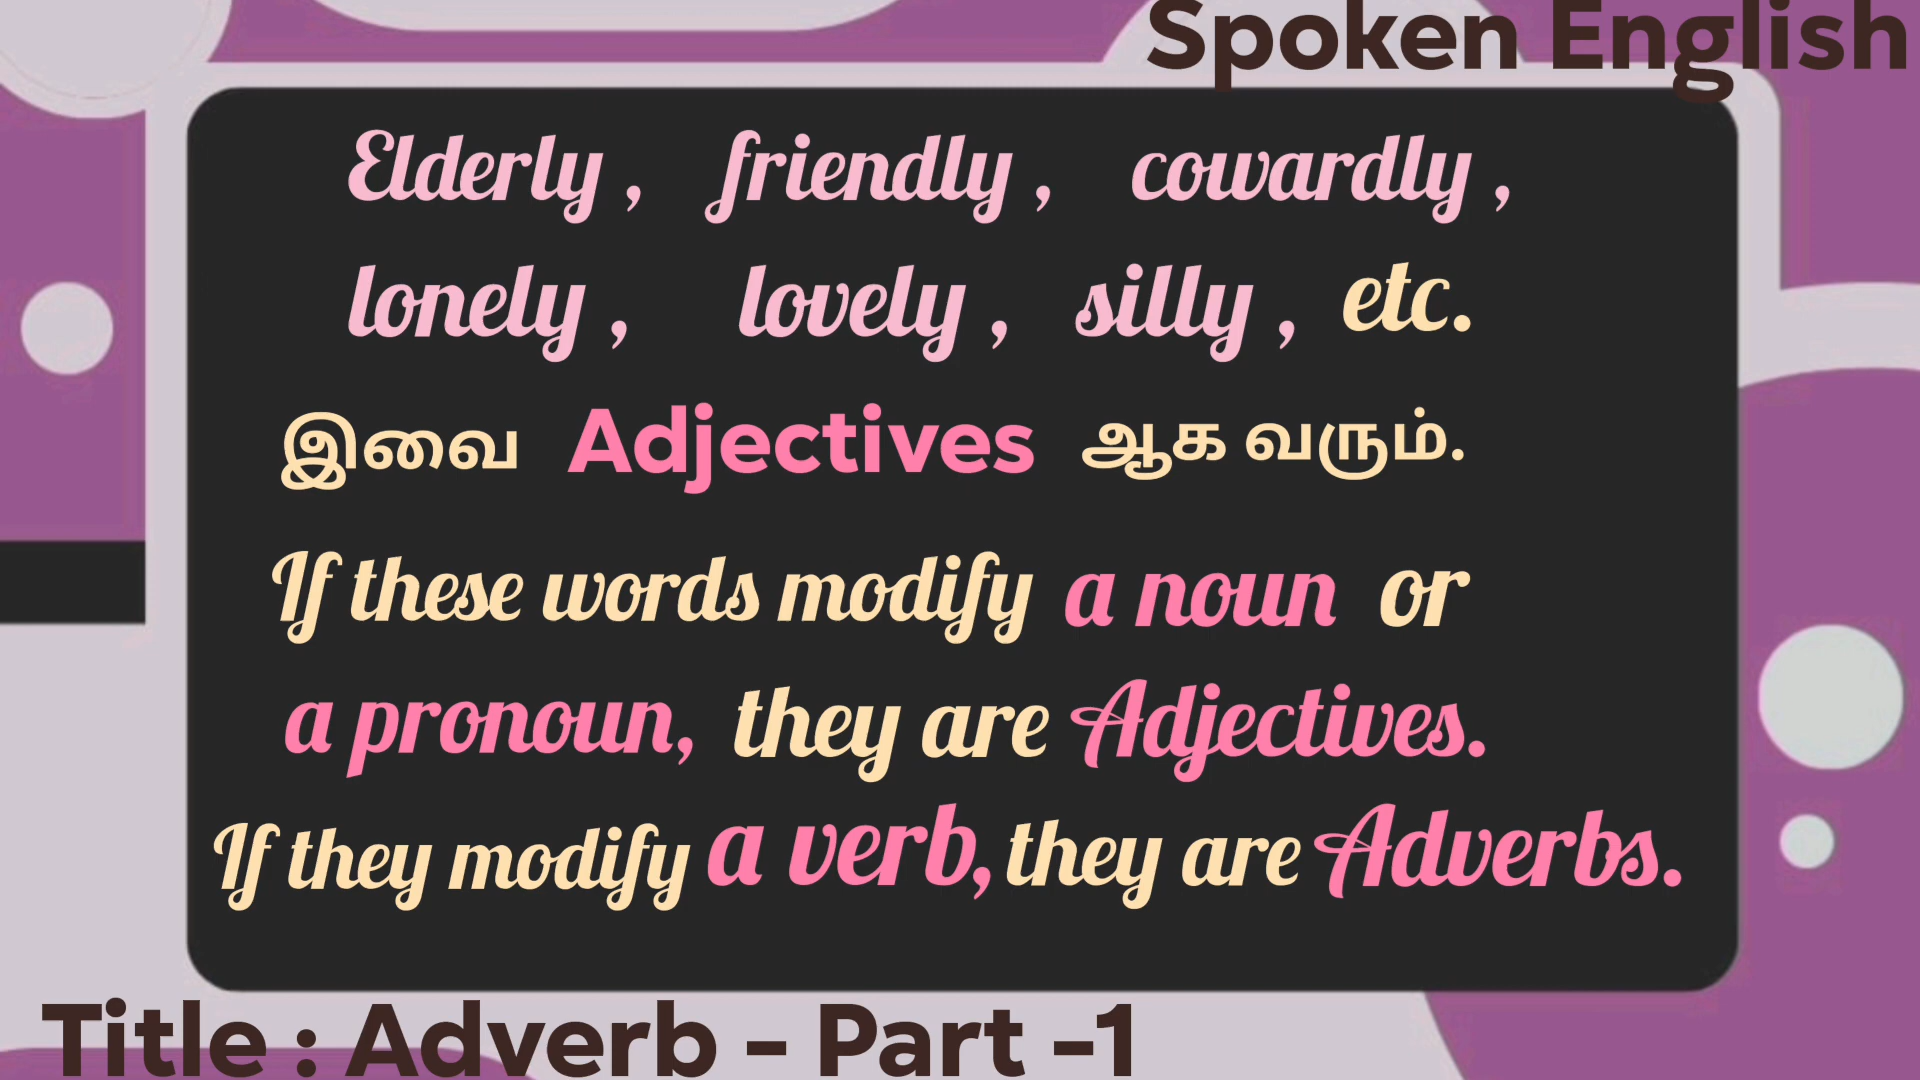 Spoken English
Elderly , friendly , cowardly ,
lonely , lovely , silly , etc.
இவை Adjectives ஆக வரும்.
If these words modify a noun or
a pronoun, they are Adjectives.
If they modify a verb, they are Adverbs.
Title : Adverb - Part -1